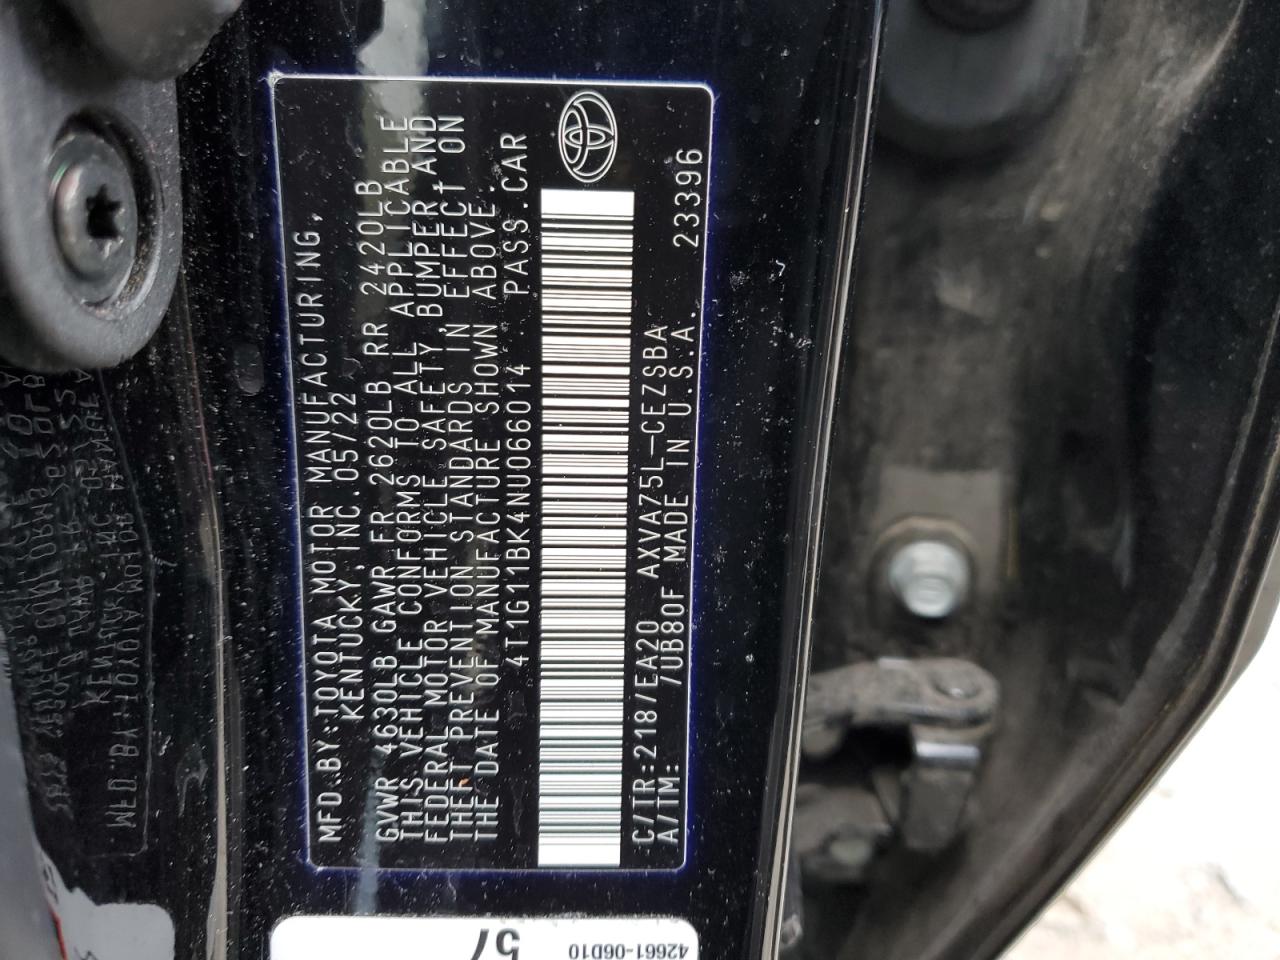 MFD. BY: TOYOTA MOTOR MANUFACTURING,
KENTUCKY, INC. 05/22
GVWR 4630LB GAWR FR 2620LB RR 2420LB
THIS VEHICLE CONFORMS TO ALL APPLICABLE
FEDERAL MOTOR VEHICLE SAFETY, BUMPER, AND
THEFT PREVENTION STANDARDS IN EFFECT ON
THE DATE OF MANUFACTURE SHOWN ABOVE.
4T1G11BK4NU066014 PASS.CAR
C/TR:218/EA20 AXVA75L-CEZSBA
A/TM: /UB80F MADE IN U.S.A. 23396
42661-06D10